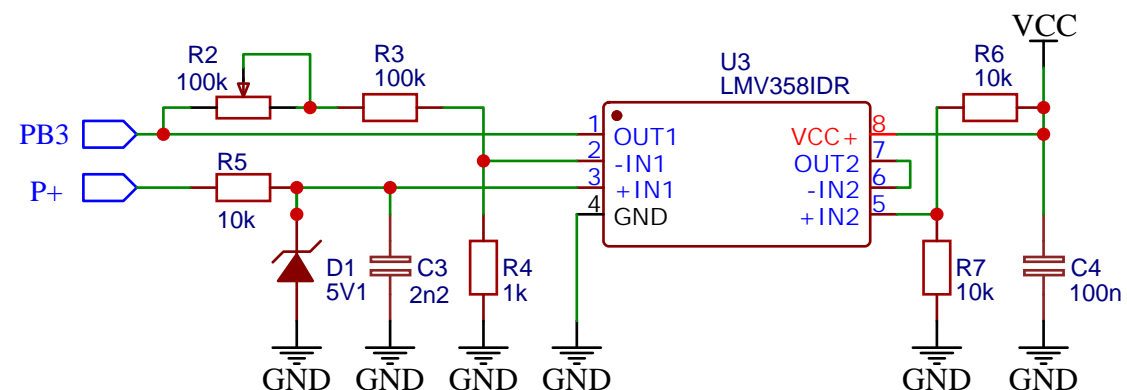 VCC
R2
100k
R3
100k
U3
LMV358IDR
R6
10k
PB3
1 OUT1
VCC+ 8
2 -IN1
OUT2 7
P+
R5
10k
3 +IN1
-IN2 6
4 GND
+IN2 5
D1
5V1
C3
2n2
R4
1k
R7
10k
C4
100n
GND GND GND GND GND GND